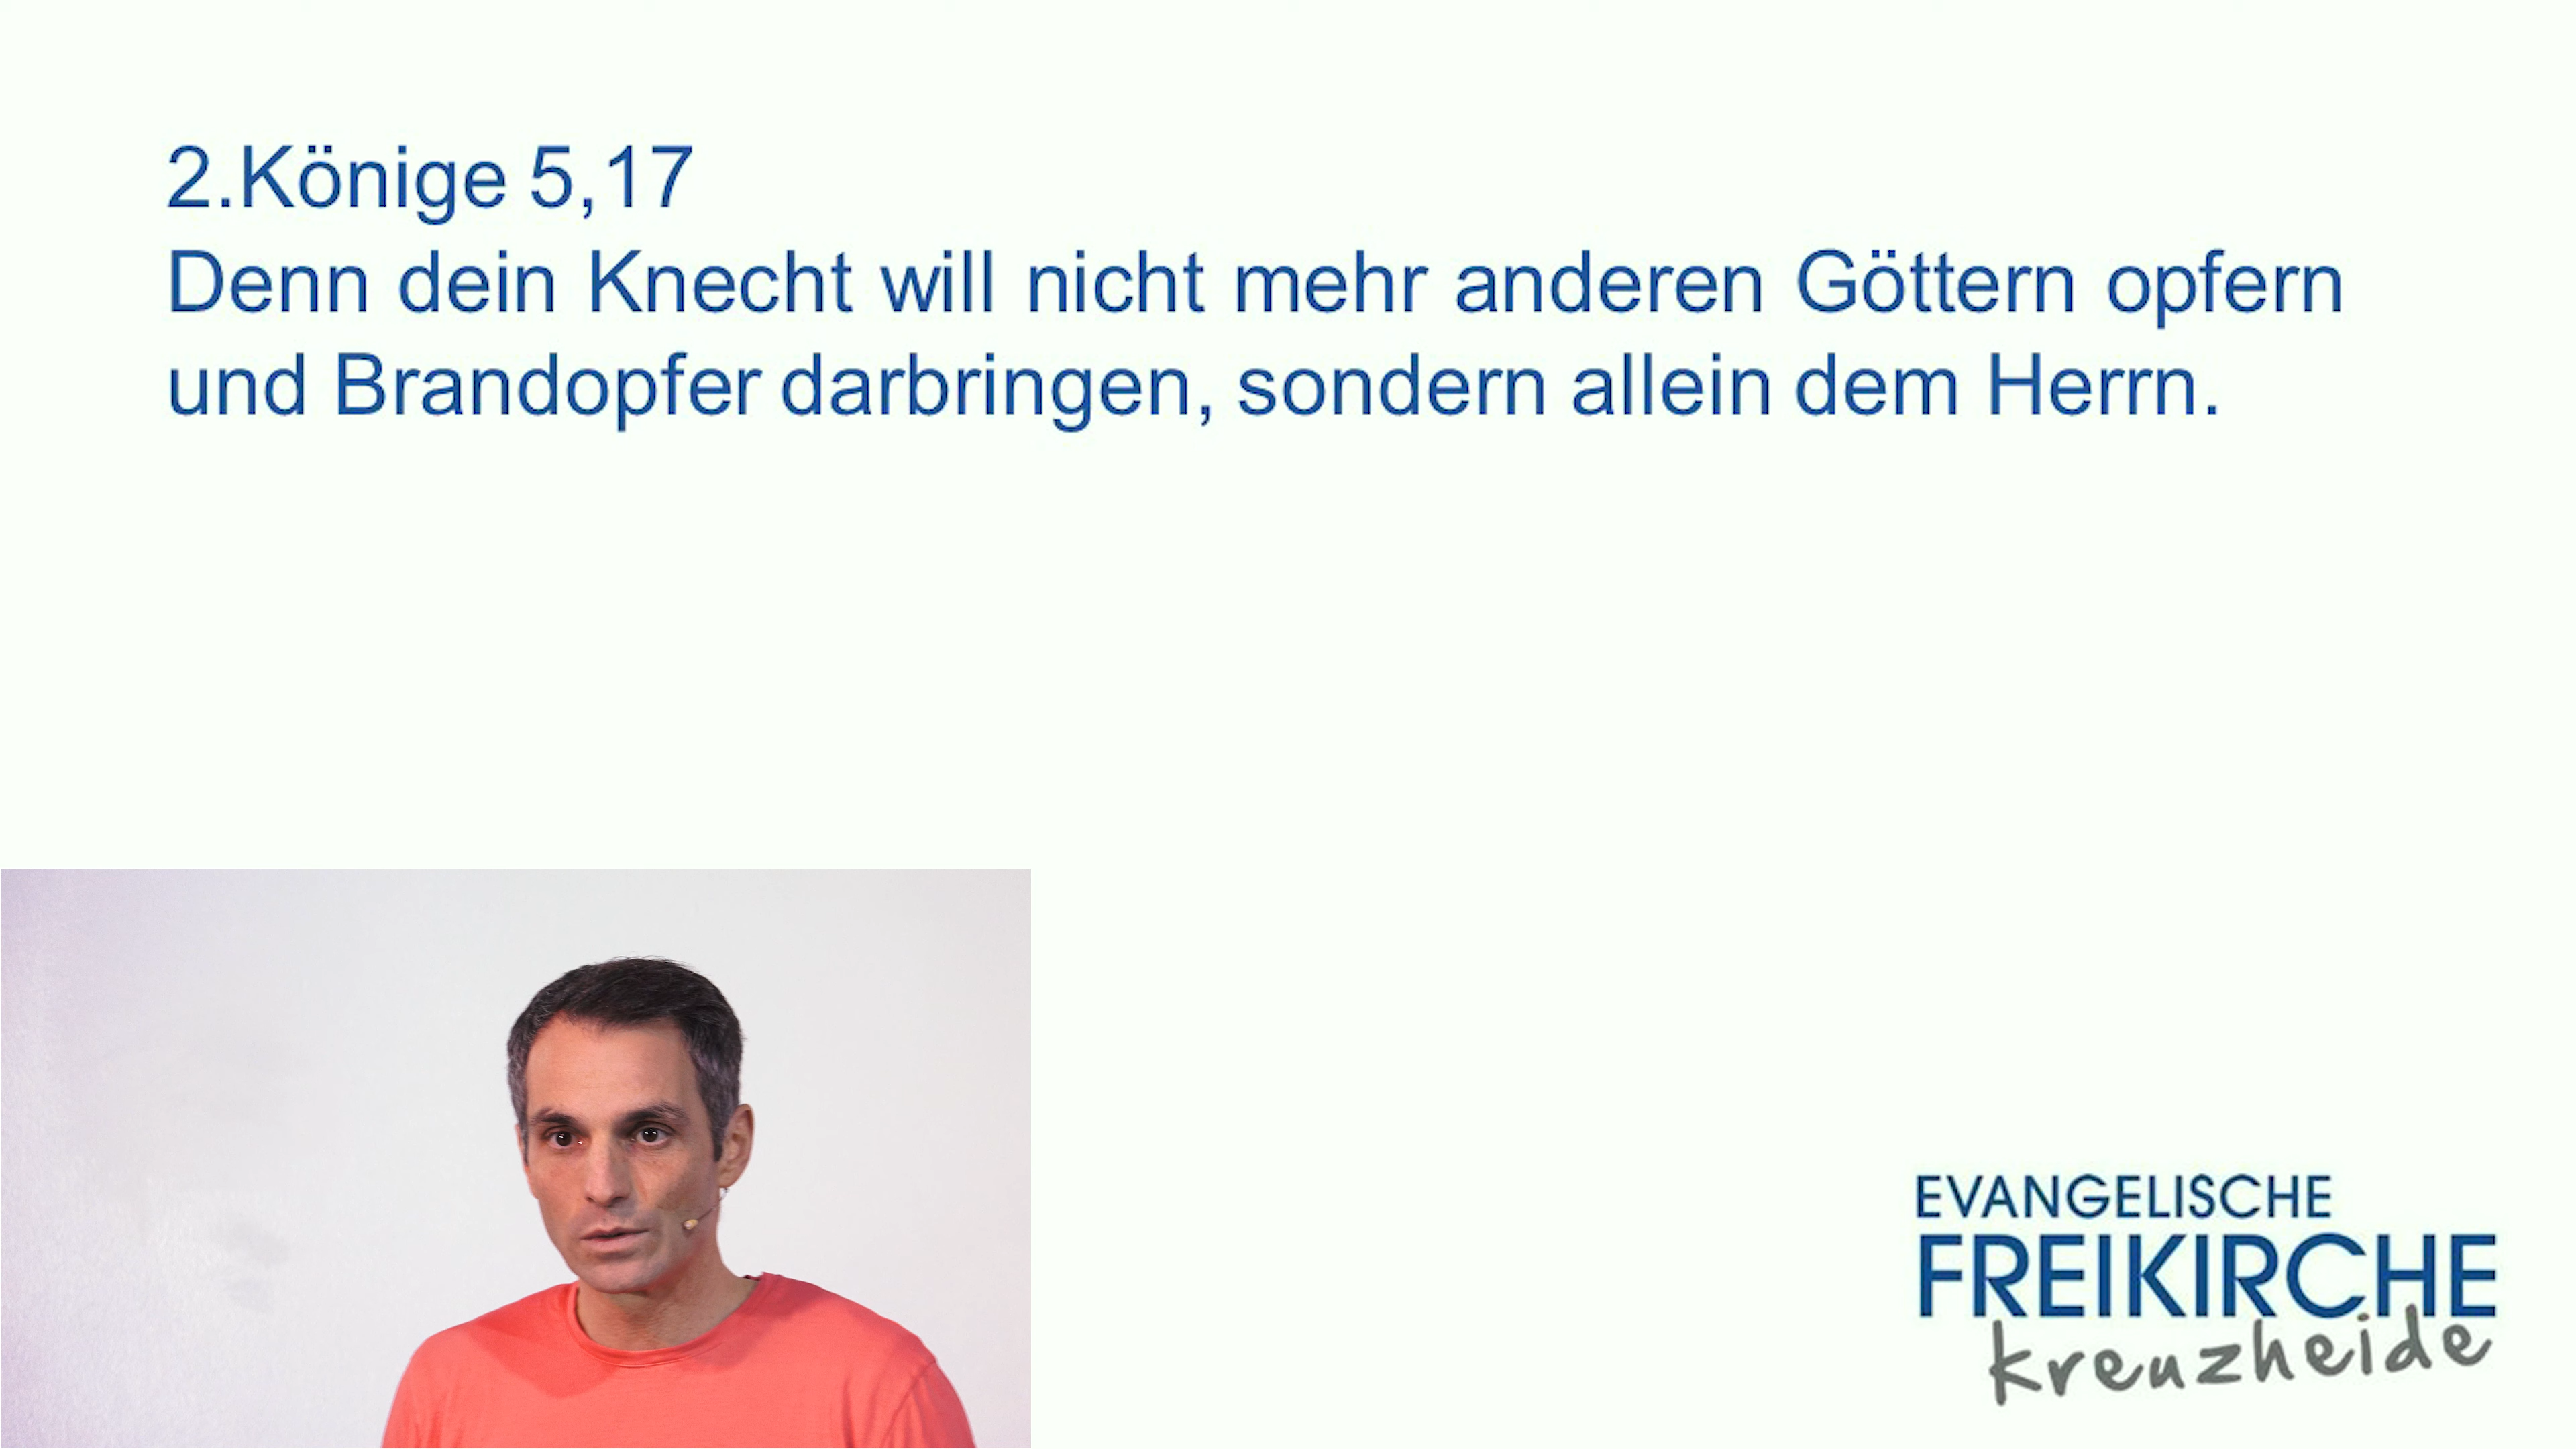 2.Könige 5,17
Denn dein Knecht will nicht mehr anderen Göttern opfern
und Brandopfer darbringen, sondern allein dem Herrn.
EVANGELISCHE
FREIKIRCHE
kreuzheide